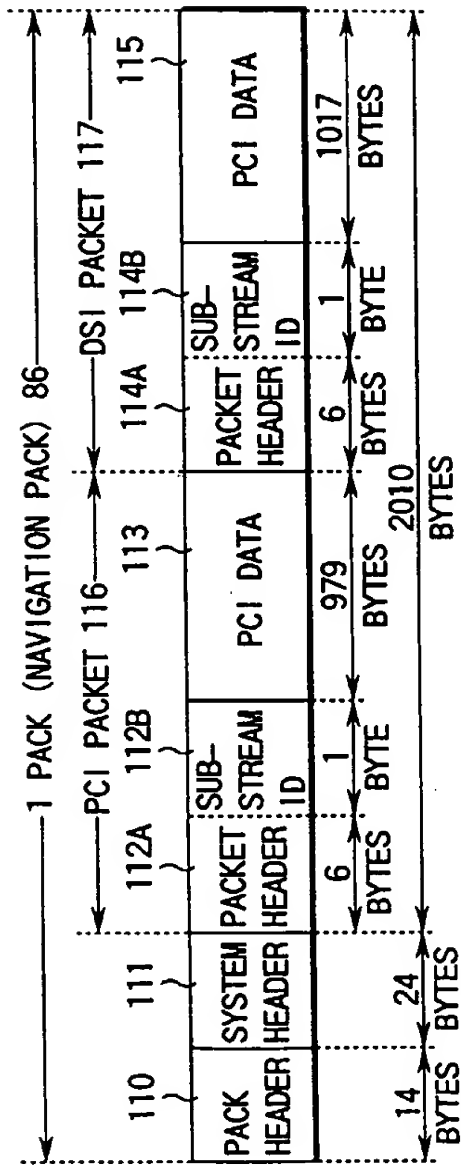 1 PACK (NAVIGATION PACK) 86
PCI PACKET 116
DSI PACKET 117
110
111
112A
112B
113
114A
114B
115
PACK
HEADER
SYSTEM
HEADER
PACKET
HEADER
SUB-
STREAM
ID
PCI DATA
PACKET
HEADER
SUB-
STREAM
ID
PCI DATA
6
BYTES
1
BYTE
979
BYTES
6
BYTES
1
BYTE
1017
BYTES
14
BYTES
24
BYTES
2010
BYTES